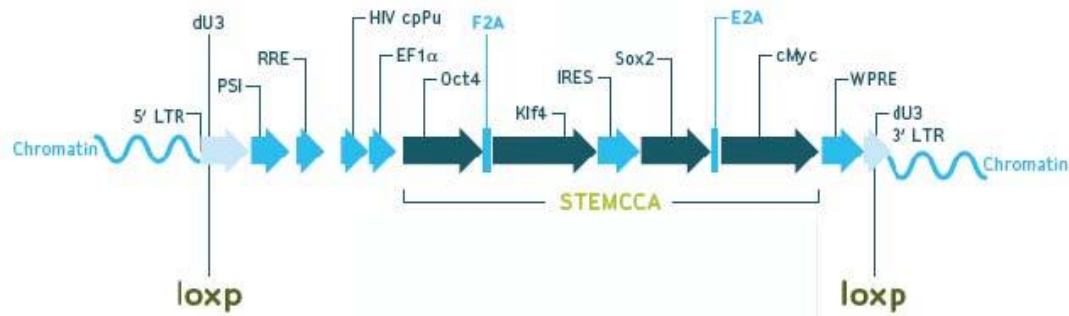 dU3
HIV cpPu
F2A
E2A
RRE
EF1α
PSI
Oct4
IRES
Sox2
cMyc
WPRE
5' LTR
Klf4
dU3
3' LTR
Chromatin
Chromatin
STEMCCA
loxp
loxp